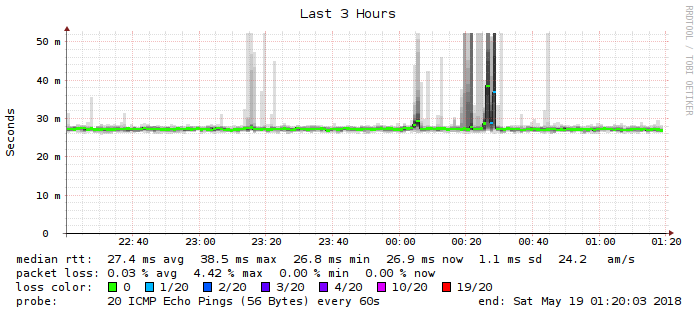 Last 3 Hours
RRDTOOL / TOBI OETIKER
Seconds
50 m
40 m
30 m
20 m
10 m
0
22:40 23:00 23:20 23:40 00:00 00:20 00:40 01:00 01:20
median rtt: 27.4 ms avg 38.5 ms max 26.8 ms min 26.9 ms now 1.1 ms sd 24.2 am/s
packet loss: 0.03 % avg 4.42 % max 0.00 % min 0.00 % now
loss color: 0 1/20 2/20 3/20 4/20 10/20 19/20
probe: 20 ICMP Echo Pings (56 Bytes) every 60s end: Sat May 19 01:20:03 2018